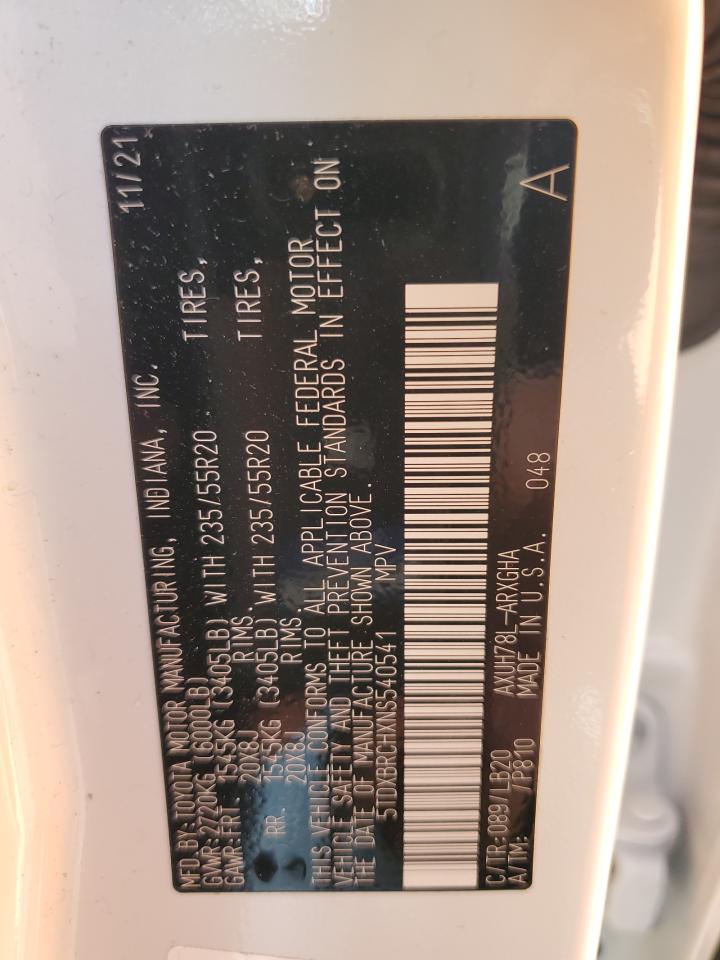 MFD.BY:TOYOTA MOTOR MANUFACTURING, INDIANA, INC. 11/21
GVWR:2720KG (6000LB)
GAWR:FRT. 1545KG (3405LB) WITH 235/55R20 TIRES,
20X8J RIMS.
RR. 1545KG (3405LB) WITH 235/55R20 TIRES,
20X8J RIMS.
THIS VEHICLE CONFORMS TO ALL APPLICABLE FEDERAL MOTOR
VEHICLE SAFETY AND THEFT PREVENTION STANDARDS IN EFFECT ON
THE DATE OF MANUFACTURE SHOWN ABOVE.
5TDXBRCHXNS540541 MPV
C/TR:089/LB20 AXUH78L-ARXGHA 048
A/TM: /P810 MADE IN U.S.A. A